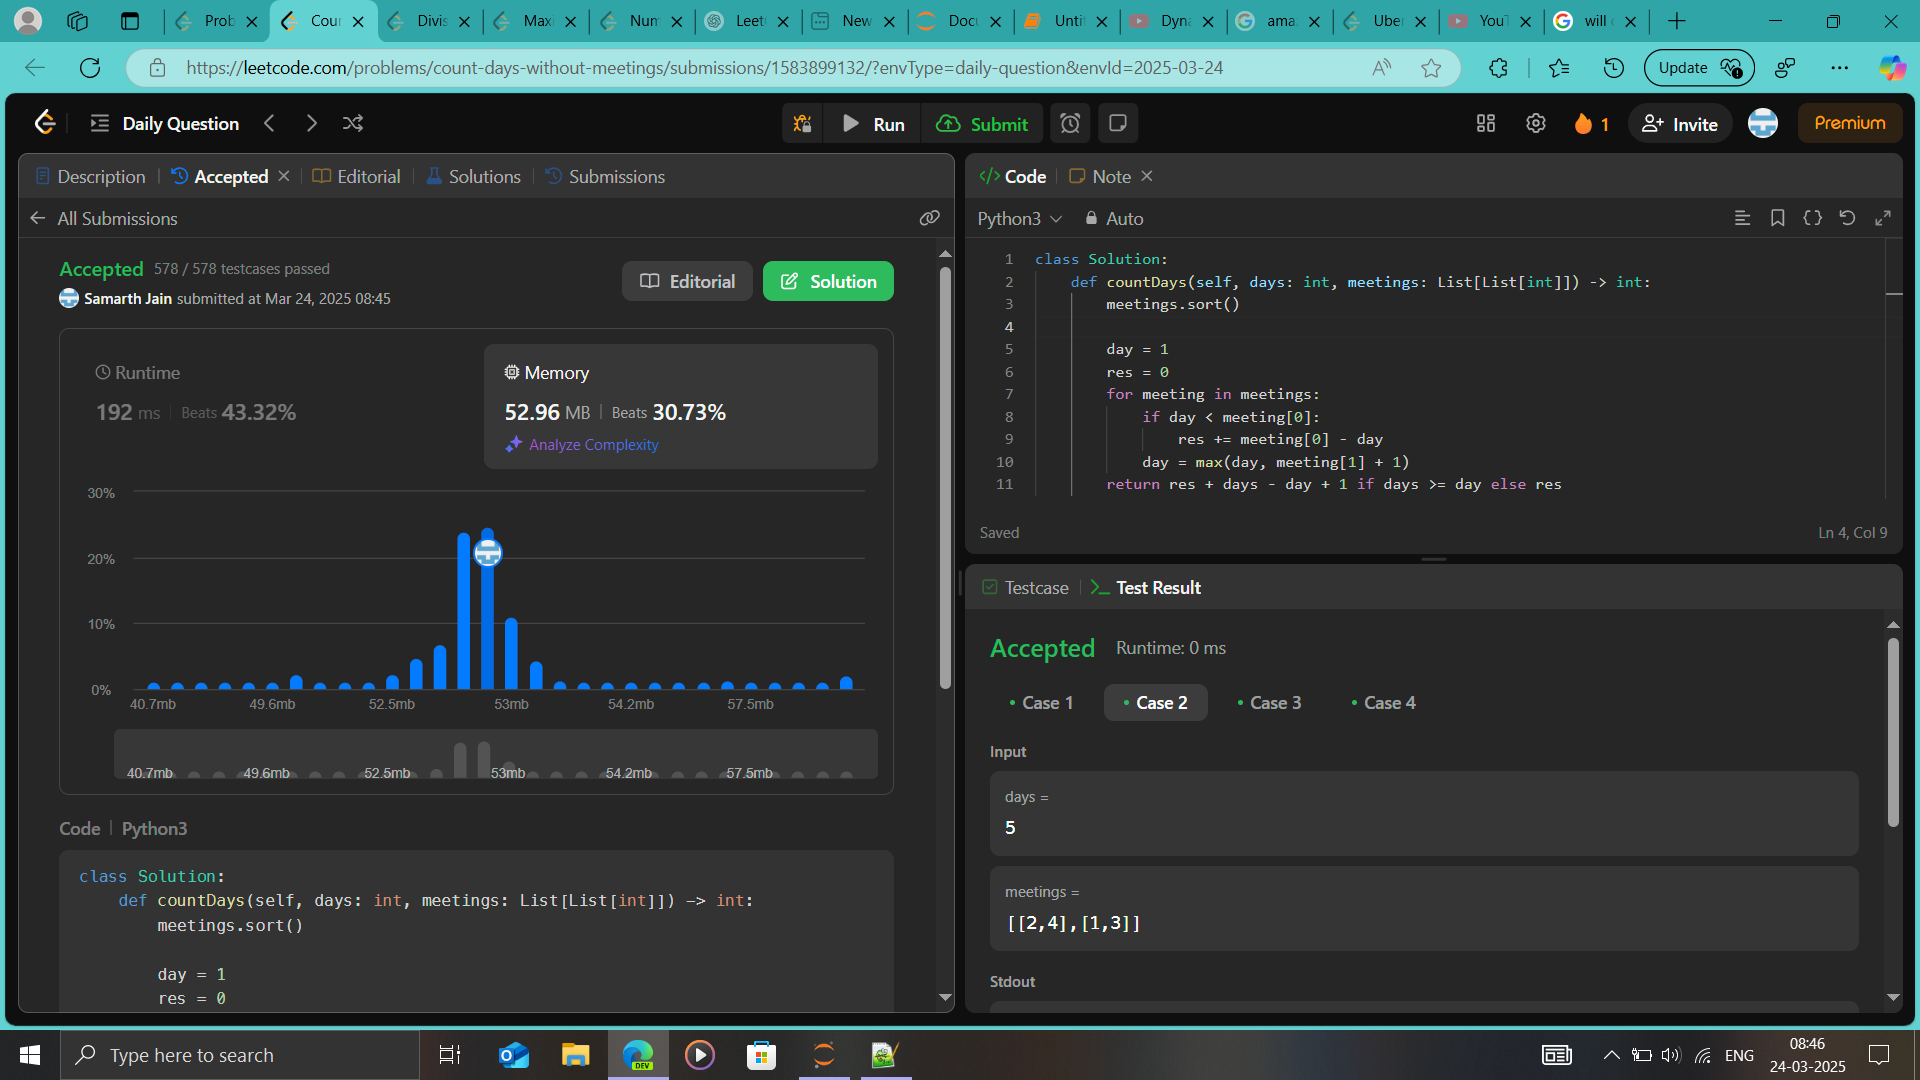 Prob
Cour
Divis
Maxi
Num
Leet
New
Docu
Untit
Dyna
ama
Uber
YouT
will
https://leetcode.com/problems/count-days-without-meetings/submissions/1583899132/?envType=daily-question&envId=2025-03-24
Update
Daily Question
Run
Submit
1
Invite
Premium
Description
Accepted
Editorial
Solutions
Submissions
All Submissions
Accepted 578 / 578 testcases passed
Samarth Jain submitted at Mar 24, 2025 08:45
Editorial
Solution
Runtime
192 ms Beats 43.32%
Memory
52.96 MB Beats 30.73%
Analyze Complexity
30%
20%
10%
0%
40.7mb 49.6mb 52.5mb 53mb 54.2mb 57.5mb
40.7mb 49.6mb 52.5mb 53mb 54.2mb 57.5mb
Code Python3
class Solution:
def countDays(self, days: int, meetings: List[List[int]]) -> int:
meetings.sort()
day = 1
res = 0
</> Code
Note
Python3 Auto
1 class Solution:
2 def countDays(self, days: int, meetings: List[List[int]]) -> int:
3 meetings.sort()
4
5 day = 1
6 res = 0
7 for meeting in meetings:
8 if day < meeting[0]:
9 res += meeting[0] - day
10 day = max(day, meeting[1] + 1)
11 return res + days - day + 1 if days >= day else res
Saved
Ln 4, Col 9
Testcase
Test Result
Accepted Runtime: 0 ms
Case 1 Case 2 Case 3 Case 4
Input
days =
5
meetings =
[[2,4],[1,3]]
Stdout
Type here to search
DEV
ENG
08:46
24-03-2025